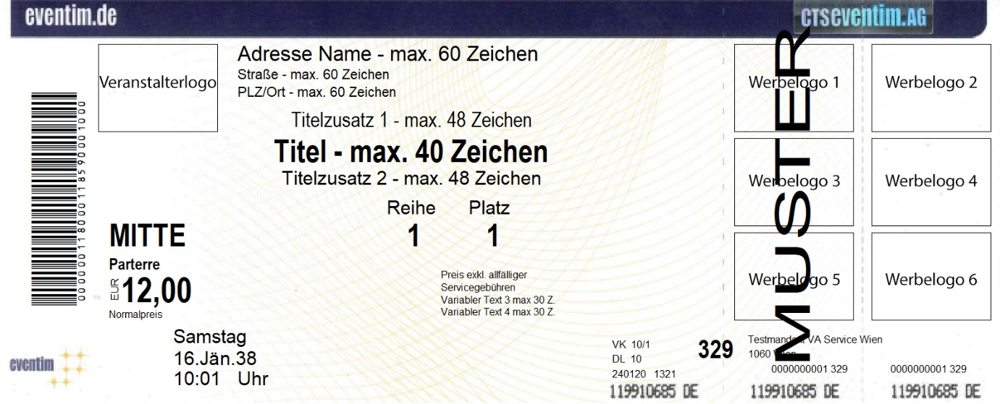 eventim.de
CTSeventim.AG
Veranstalterlogo
Adresse Name - max. 60 Zeichen
Straße - max. 60 Zeichen
PLZ/Ort - max. 60 Zeichen
Titelzusatz 1 - max. 48 Zeichen
Titel - max. 40 Zeichen
Titelzusatz 2 - max. 48 Zeichen
Reihe Platz
1 1
MITTE
Parterre
EUR 12,00
Normalpreis
Preis exkl. allfälliger
Servicegebühren
Variabler Text 3 max 30 Z.
Variabler Text 4 max 30 Z.
Samstag
16.Jän.38
10:01 Uhr
eventim
0000001180011859001000
VK 10/1
DL 10
240120 1321
119910685 DE
329
MUSTER
Werbelogo 1
Werbelogo 2
Werbelogo 3
Werbelogo 4
Werbelogo 5
Werbelogo 6
Testmandant VA Service Wien
1060 Wien
0000000001 329
119910685 DE
0000000001 329
119910685 DE